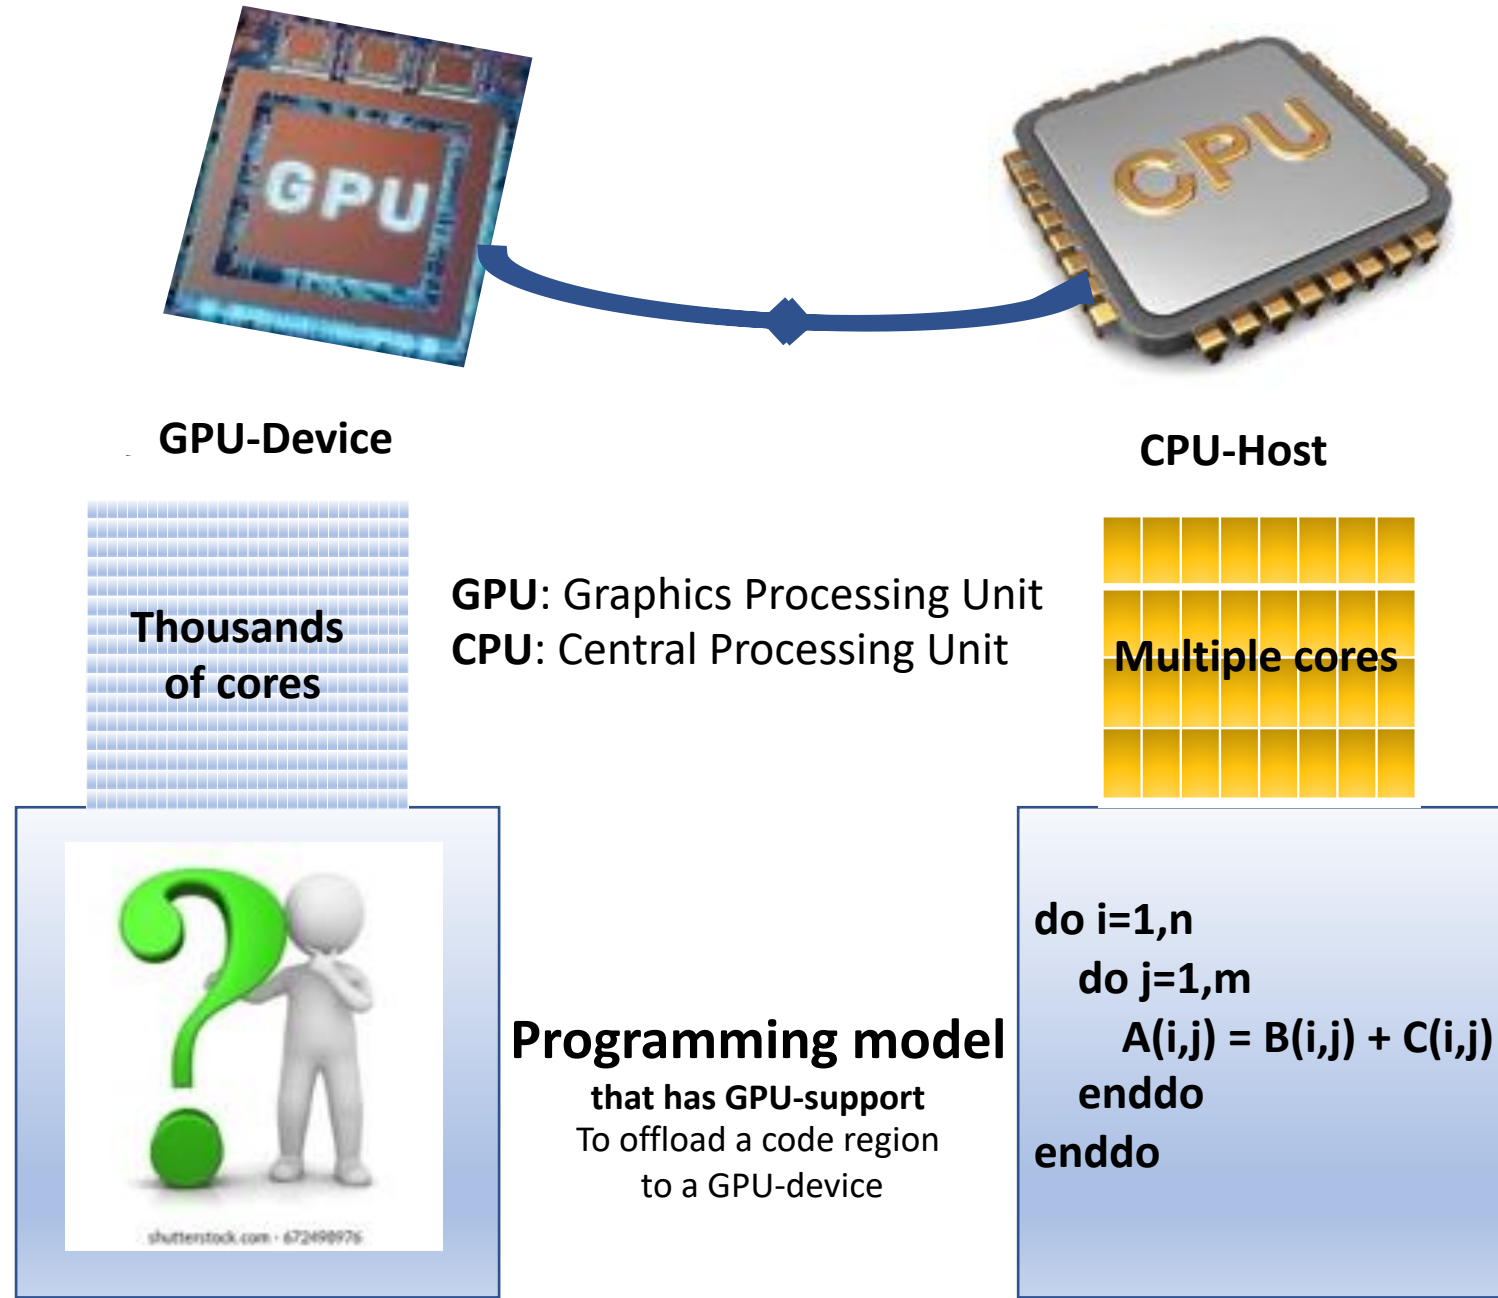 GPU
CPU
GPU-Device
CPU-Host
Thousands
of cores
GPU: Graphics Processing Unit
CPU: Central Processing Unit
Multiple cores
shutterstock.com · 672498976
Programming model
that has GPU-support
To offload a code region
to a GPU-device
do i=1,n
do j=1,m
A(i,j) = B(i,j) + C(i,j)
enddo
enddo